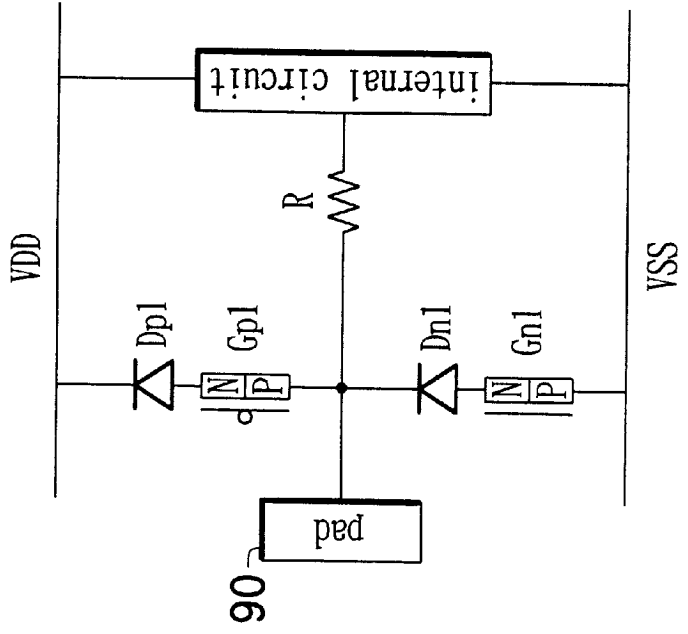 VDD
internal circuit
R
Dp1
Gp1
N
P
Dn1
Gn1
N
P
VSS
pad
90